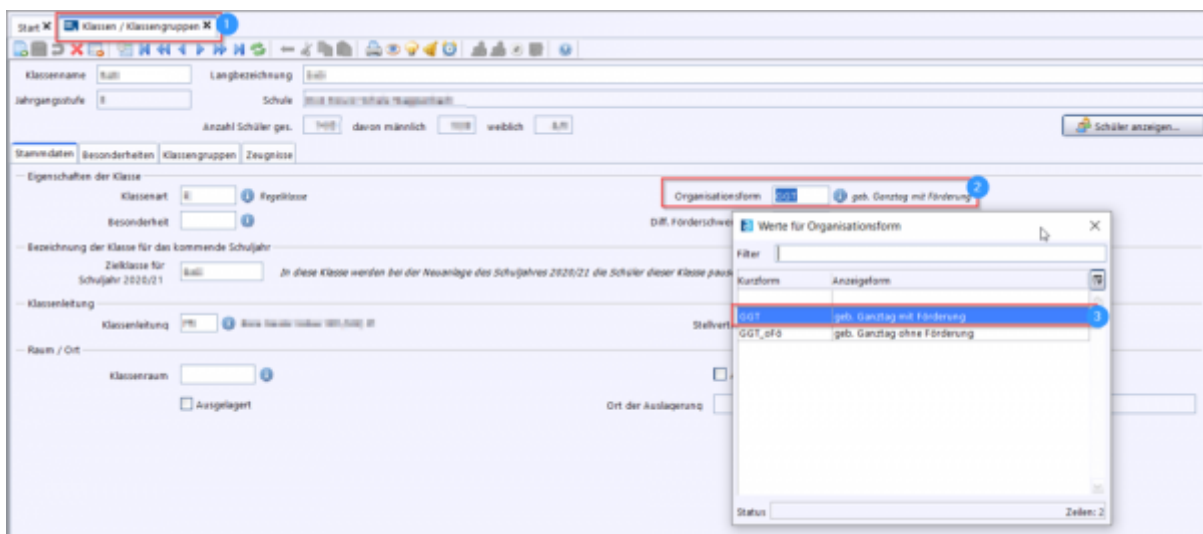 Start Klassen / Klassengruppen 1
Klassenname Langbezeichnung
Jahrgangsstufe Schule
Anzahl Schüler ges. davon männlich weiblich Schüler anzeigen...
Stammdaten Besonderheiten Klassengruppen Zeugnisse
Eigenschaften der Klasse
Klassenart R Regelklasse Organisationsform GGT geb. Ganztag mit Förderung 2
Besonderheit Diff. Förderschwe
Bezeichnung der Klasse für das kommende Schuljahr
Zielklasse für
Schuljahr 2020/21
In diese Klasse werden bei der Neuanlage des Schuljahres 2020/21 die Schüler dieser Klasse
Klassenleitung
Klassenleitung Stellvert
Raum / Ort
Klassenraum
Ausgelagert Ort der Auslagerung
Werte für Organisationsform
Filter
Kurzform Anzeigeform
GGT geb. Ganztag mit Förderung 3
GGT_oFö geb. Ganztag ohne Förderung
Status Zeilen: 2